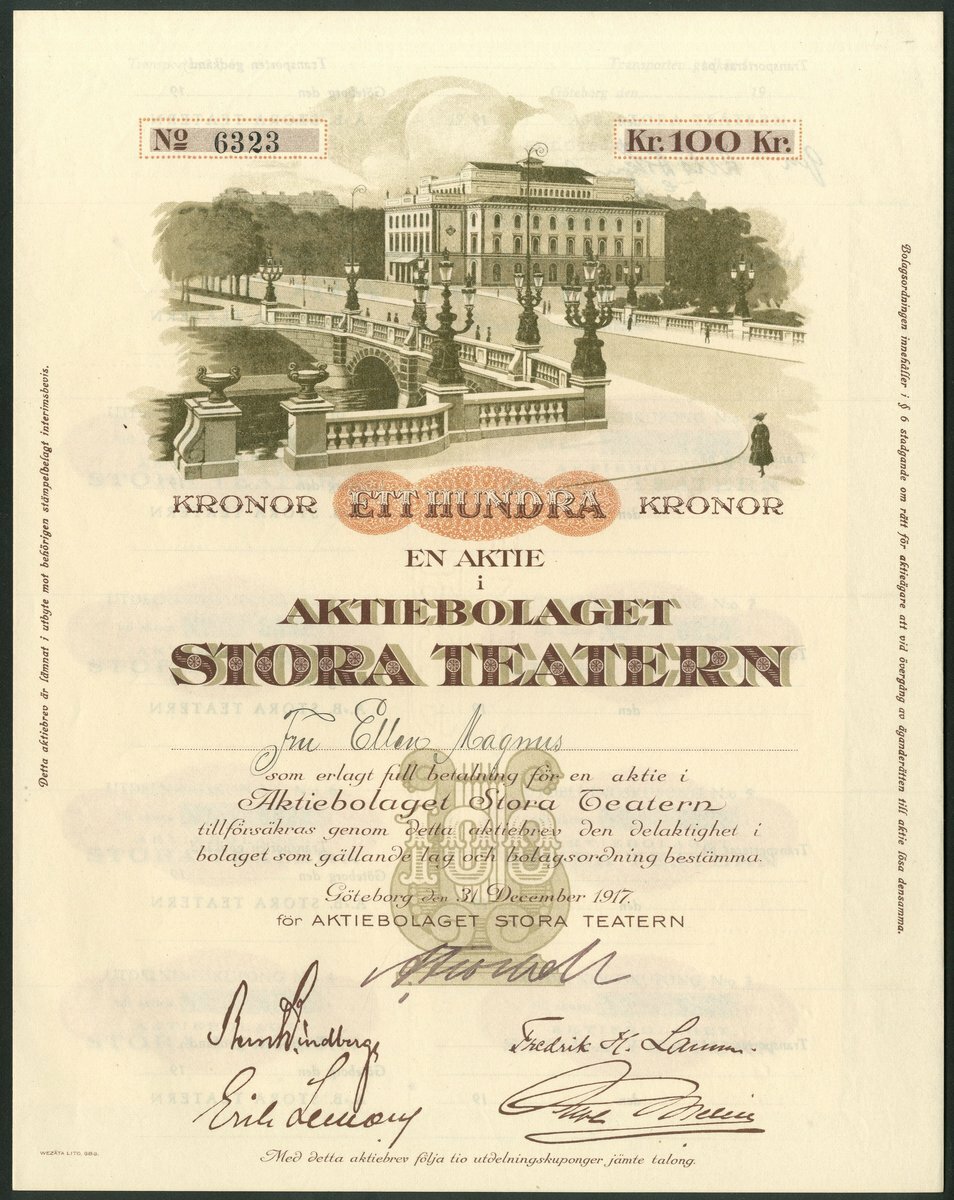 No 6323
Kr. 100 Kr.
KRONOR ETT HUNDRA KRONOR
EN AKTIE
i
AKTIEBOLAGET
STORA TEATERN
Fru Ellen Magnus
som erlagt full betalning för en aktie i
Aktiebolaget Stora Teatern
tillförsäkras genom detta aktiebrev den delaktighet i
bolaget som gällande lag och bolagsordning bestämma.
100
Göteborg den 31 December 1917.
för AKTIEBOLAGET STORA TEATERN
Fredrik H. Lamm.
Med detta aktiebrev följa tio utdelningskuponger jämte talong.
WEZÄTA LITO, GBG.
Detta aktiebrev är lämnat i utbyte mot behörigen stämpelbelagt interimsbevis.
Bolagsordningen innehåller i § 6 stadgande om rätt för aktieägare att vid övergång av äganderätten till aktie lösa densamma.